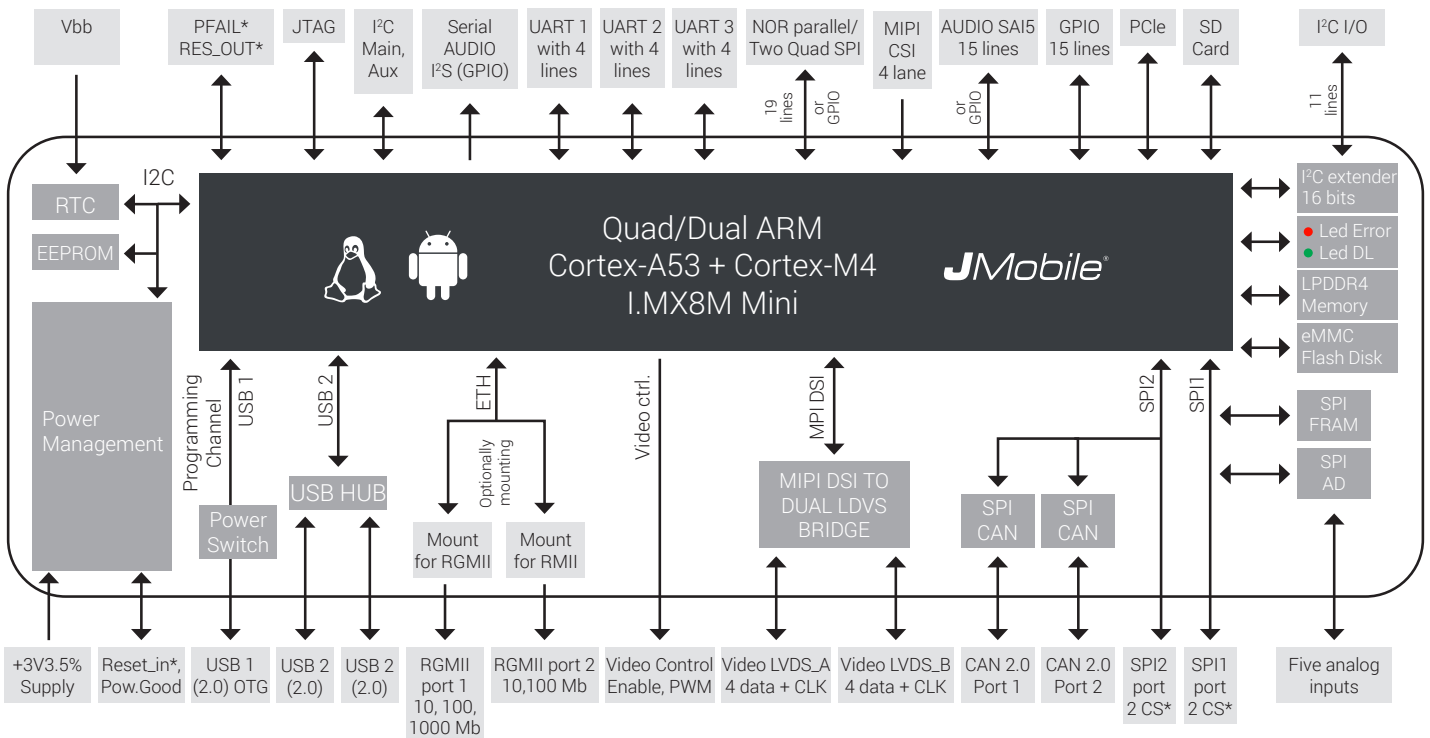 Vbb
PFAIL*
RES_OUT*
JTAG
I²C
Main,
Aux
Serial
AUDIO
I²S (GPIO)
UART 1
with 4
lines
UART 2
with 4
lines
UART 3
with 4
lines
NOR parallel/
Two Quad SPI
MIPI
CSI
4 lane
AUDIO SAI5
15 lines
GPIO
15 lines
PCIe
SD
Card
I²C I/O
19
lines
or
GPIO
or
GPIO
11
lines
I2C
RTC
EEPROM
Power
Management
Quad/Dual ARM
Cortex-A53 + Cortex-M4
I.MX8M Mini
JMobile®
I²C extender
16 bits
Led Error
Led DL
LPDDR4
Memory
eMMC
Flash Disk
SPI
FRAM
SPI
AD
Programming
Channel
USB 1
USB 2
ETH
Optionally
mounting
Video ctrl.
MPI DSI
SPI2
SPI1
Power
Switch
USB HUB
Mount
for RGMII
Mount
for RMII
MIPI DSI TO
DUAL LDVS
BRIDGE
SPI
CAN
SPI
CAN
+3V3.5%
Supply
Reset_in*,
Pow.Good
USB 1
(2.0) OTG
USB 2
(2.0)
USB 2
(2.0)
RGMII
port 1
10, 100,
1000 Mb
RGMII port 2
10,100 Mb
Video Control
Enable, PWM
Video LVDS_A
4 data + CLK
Video LVDS_B
4 data + CLK
CAN 2.0
Port 1
CAN 2.0
Port 2
SPI2
port
2 CS*
SPI1
port
2 CS*
Five analog
inputs